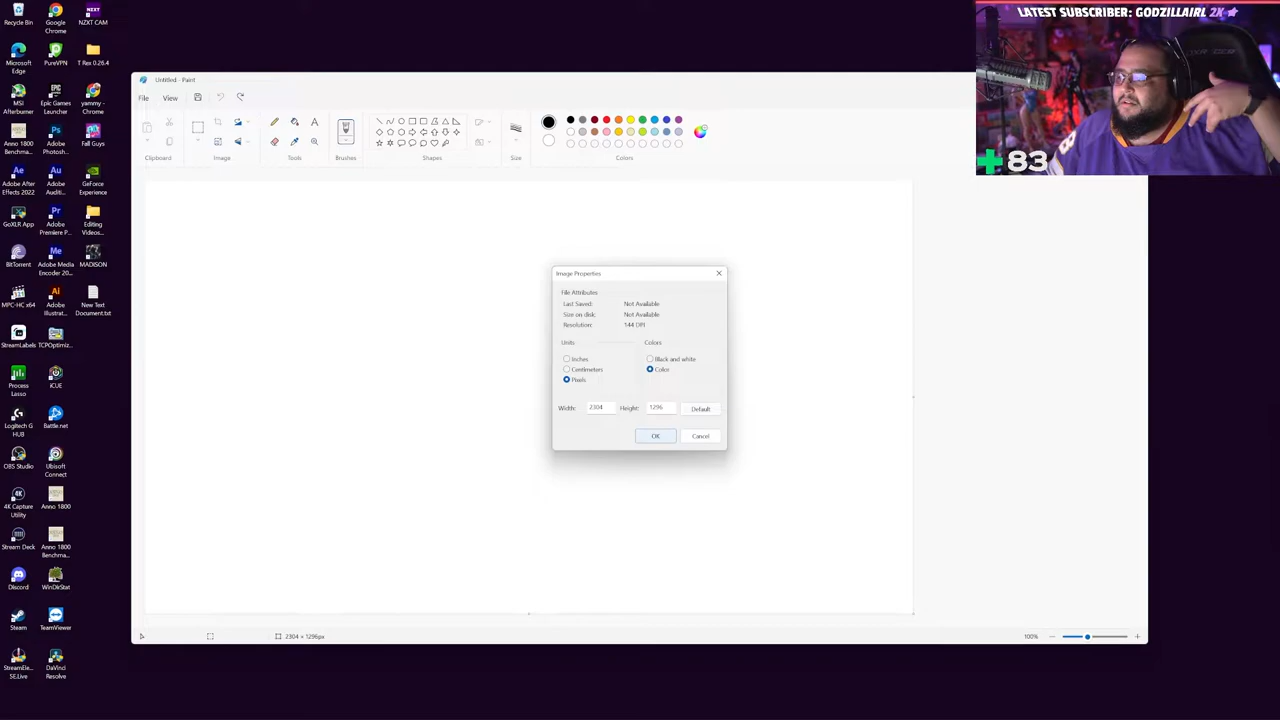 LATEST SUBSCRIBER: GODZILLAIRL 2K
83
Recycle Bin
Google Chrome
NZXT CAM
Microsoft Edge
PureVPN
T Rex 0.26.4
MSI Afterburner
Epic Games Launcher
yammy - Chrome
Anno 1800 Benchma...
Adobe Photosh...
Fall Guys
Adobe After Effects 2022
Adobe Auditi...
GeForce Experience
GoXLR App
Adobe Premiere P...
Editing Videos...
BitTorrent
Adobe Media Encoder 20...
MADISON
MPC-HC x64
Adobe Illustrat...
New Text Document.txt
StreamLabels
TCPOptimiz...
Process Lasso
iCUE
Logitech G HUB
Battle.net
OBS Studio
Ubisoft Connect
4K Capture Utility
Anno 1800
Stream Deck
Anno 1800 Benchma...
Discord
WinDirStat
Steam
TeamViewer
StreamEle... SE.Live
DaVinci Resolve
Untitled - Paint
File
View
Clipboard
Image
Tools
Brushes
Shapes
Size
Colors
Image Properties
File Attributes
Last Saved: Not Available
Size on disk: Not Available
Resolution: 144 DPI
Units
Colors
Inches
Black and white
Centimeters
Color
Pixels
Width: 2304 Height: 1296 Default
OK Cancel
2304 × 1296px
100%